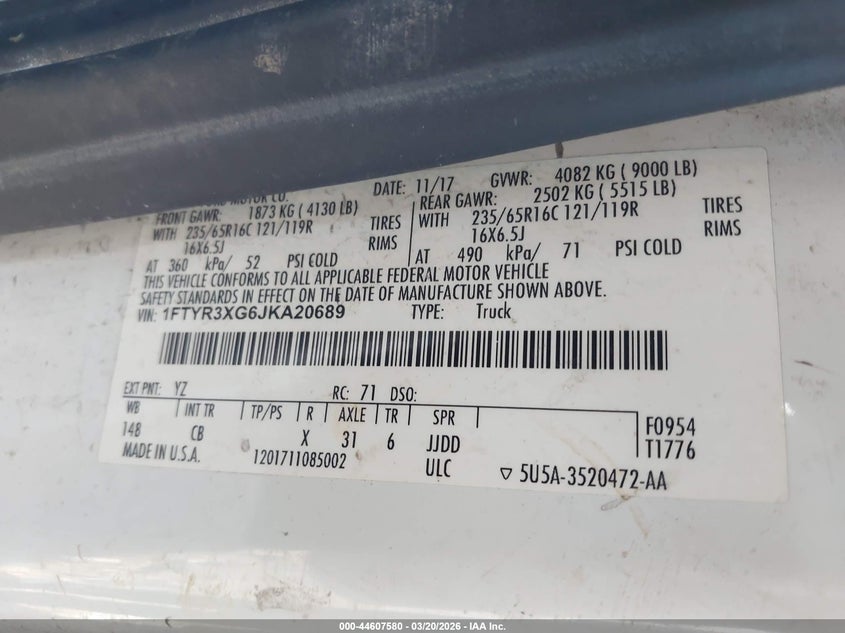 MOTOR CO.
DATE: 11/17 GVWR: 4082 KG ( 9000 LB)
FRONT GAWR: 1873 KG ( 4130 LB) REAR GAWR: 2502 KG ( 5515 LB)
WITH 235/65R16C 121/119R TIRES WITH 235/65R16C 121/119R TIRES
16X6.5J RIMS 16X6.5J RIMS
AT 360 kPa/ 52 PSI COLD AT 490 kPa/ 71 PSI COLD
THIS VEHICLE CONFORMS TO ALL APPLICABLE FEDERAL MOTOR VEHICLE
SAFETY STANDARDS IN EFFECT ON THE DATE OF MANUFACTURE SHOWN ABOVE.
VIN: 1FTYR3XG6JKA20689 TYPE: Truck
EXT PNT: YZ RC: 71 DSO:
WB INT TR TP/PS R AXLE TR SPR F0954
148 CB X 31 6 JJDD T1776
MADE IN U.S.A. 1201711085002 ULC ▽ 5U5A-3520472-AA
000-44607580 - 03/20/2026 - IAA Inc.